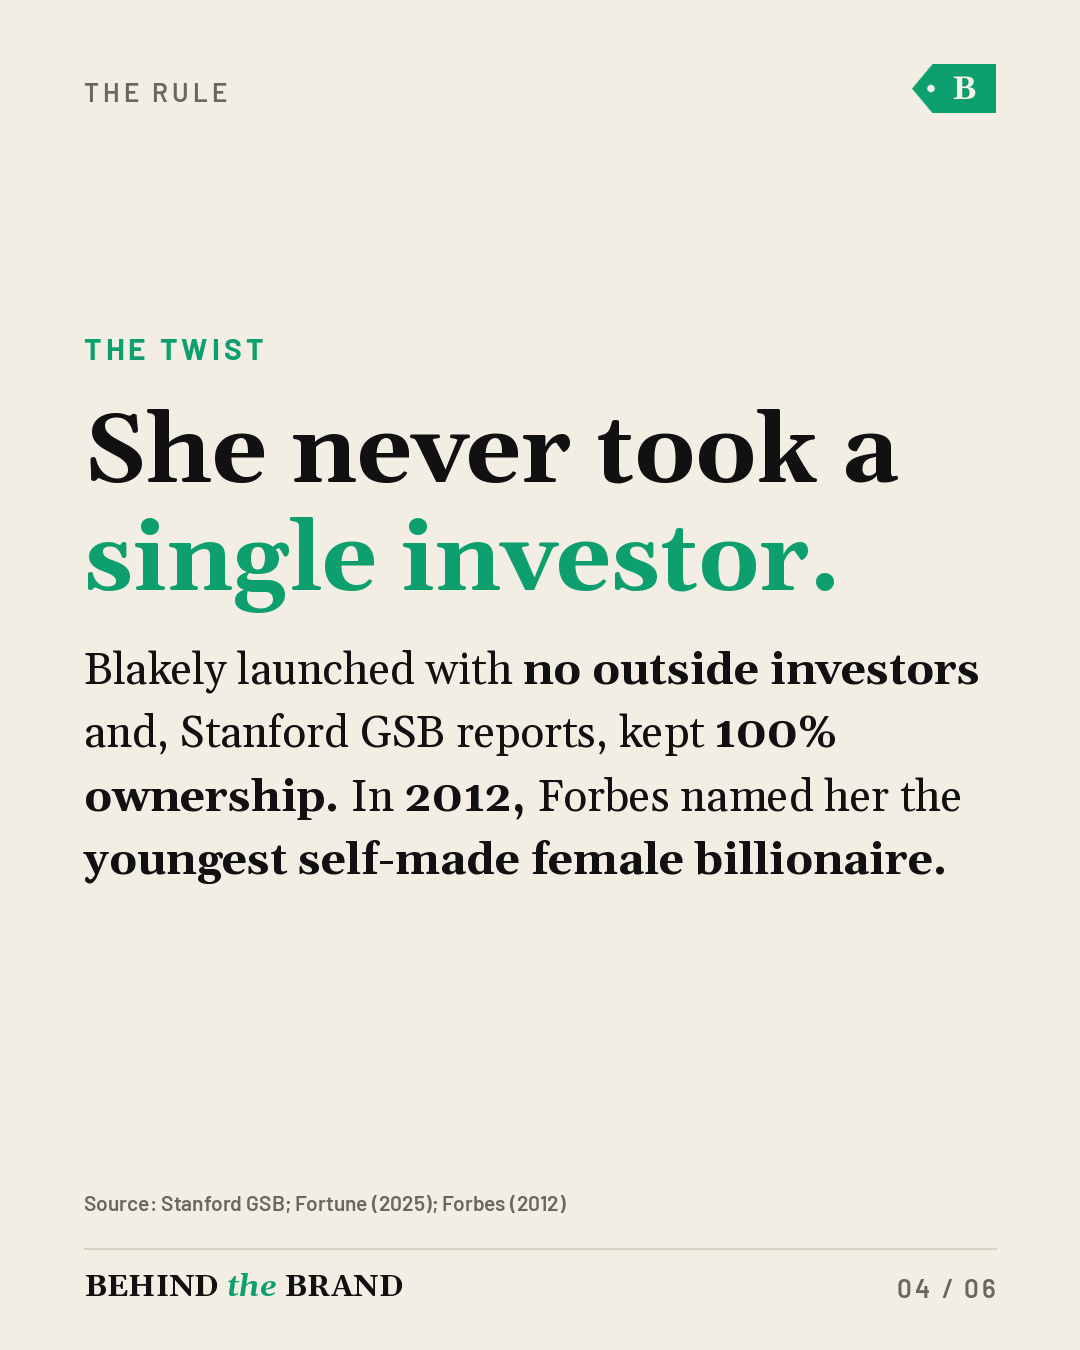 THE RULE
B
THE TWIST
She never took a
single investor.
Blakely launched with no outside investors
and, Stanford GSB reports, kept 100%
ownership. In 2012, Forbes named her the
youngest self-made female billionaire.
Source: Stanford GSB; Fortune (2025); Forbes (2012)
BEHIND the BRAND
04 / 06